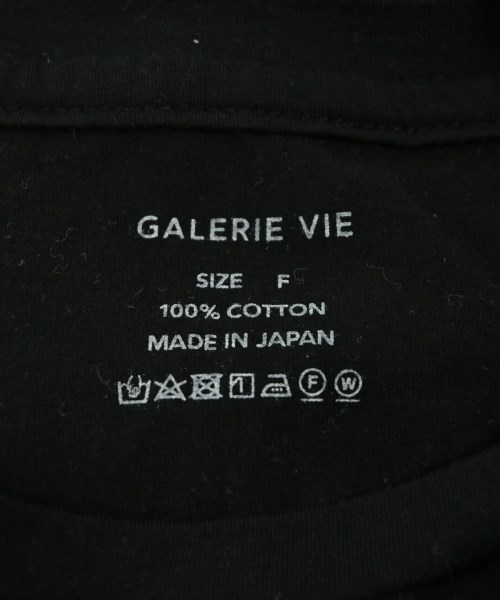 GALERIE VIE
SIZE F
100% COTTON
MADE IN JAPAN
F W